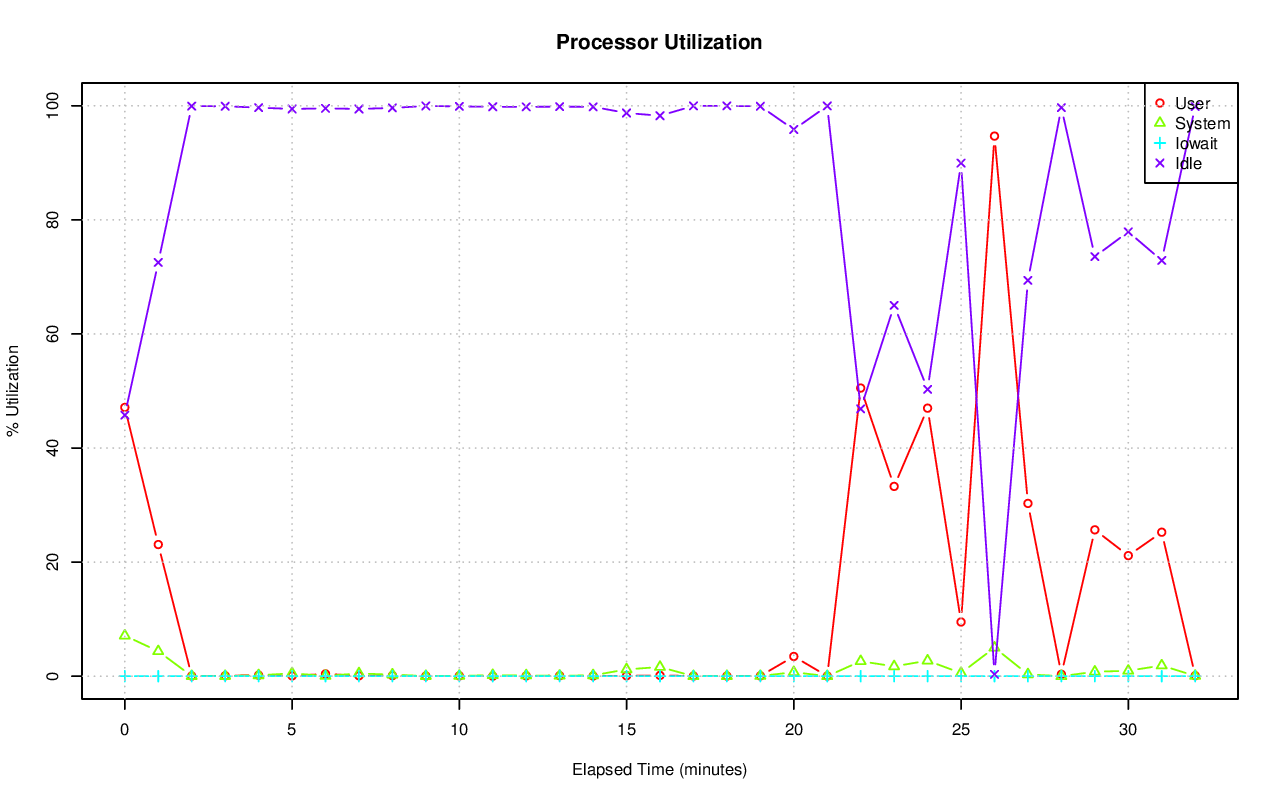 Processor Utilization
100
80
60
40
20
0
% Utilization
User
System
Iowait
Idle
0 5 10 15 20 25 30
Elapsed Time (minutes)